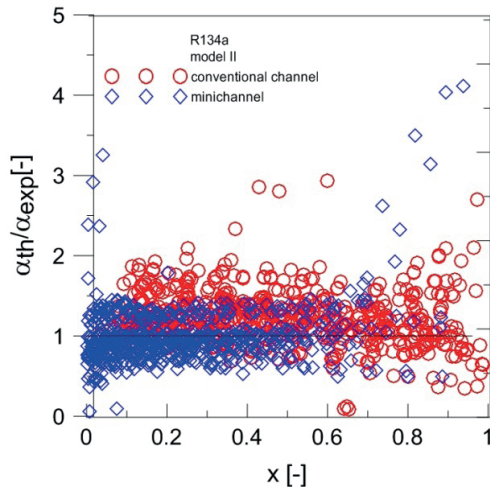 R134a
model II
conventional channel
minichannel
αth/αexp[-]
5
4
3
2
1
0
0 0.2 0.4 0.6 0.8 1
x [-]